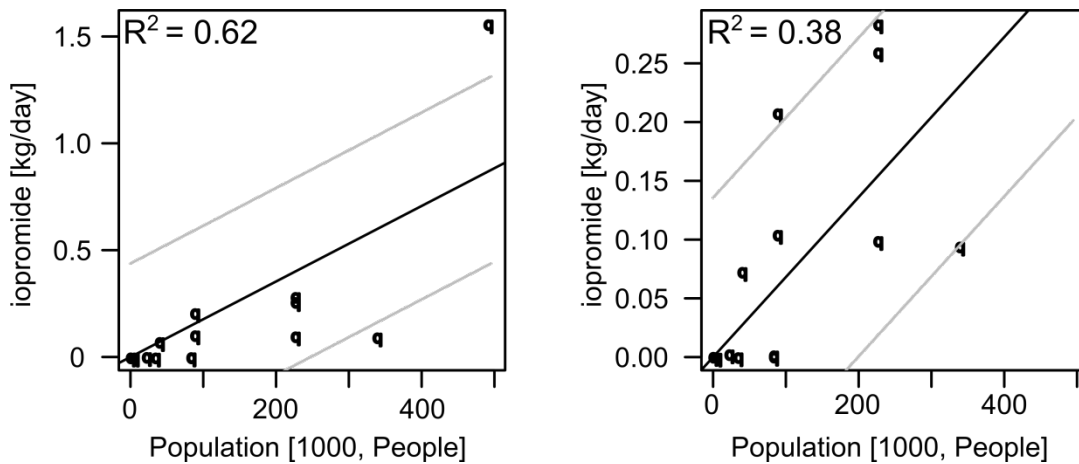 R² = 0.62
iopromide [kg/day]
1.5
1.0
0.5
0
0 200 400
Population [1000, People]
R² = 0.38
iopromide [kg/day]
0.25
0.20
0.15
0.10
0.05
0.00
0 200 400
Population [1000, People]